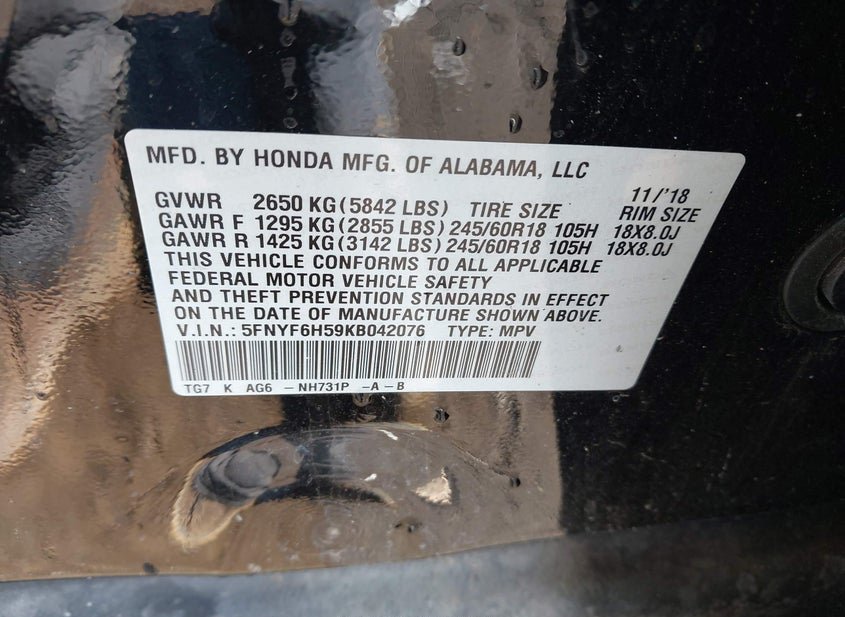 MFD. BY HONDA MFG. OF ALABAMA, LLC
11/'18
GVWR 2650 KG (5842 LBS) TIRE SIZE RIM SIZE
GAWR F 1295 KG (2855 LBS) 245/60R18 105H 18X8.0J
GAWR R 1425 KG (3142 LBS) 245/60R18 105H 18X8.0J
THIS VEHICLE CONFORMS TO ALL APPLICABLE
FEDERAL MOTOR VEHICLE SAFETY
AND THEFT PREVENTION STANDARDS IN EFFECT
ON THE DATE OF MANUFACTURE SHOWN ABOVE.
V.I.N.: 5FNYF6H59KB042076 TYPE: MPV
TG7 K AG6 -NH731P -A-B